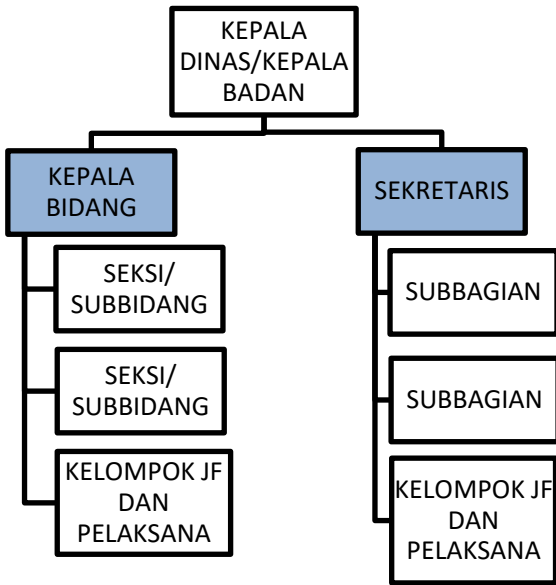 KEPALA
DINAS/KEPALA
BADAN
KEPALA
BIDANG
SEKRETARIS
SEKSI/
SUBBIDANG
SEKSI/
SUBBIDANG
KELOMPOK JF
DAN
PELAKSANA
SUBBAGIAN
SUBBAGIAN
KELOMPOK JF
DAN
PELAKSANA